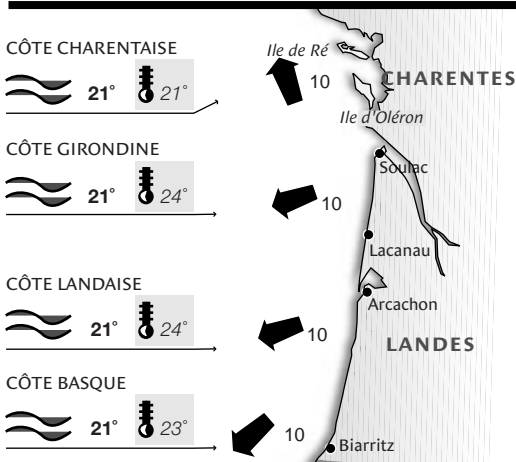 CÔTE CHARENTAISE
21° 21°
CÔTE GIRONDINE
21° 24°
CÔTE LANDAISE
21° 24°
CÔTE BASQUE
21° 23°
Ile de Ré
10
CHARENTES
Ile d'Oléron
Soulac
10
Lacanau
Arcachon
10
LANDES
10
Biarritz